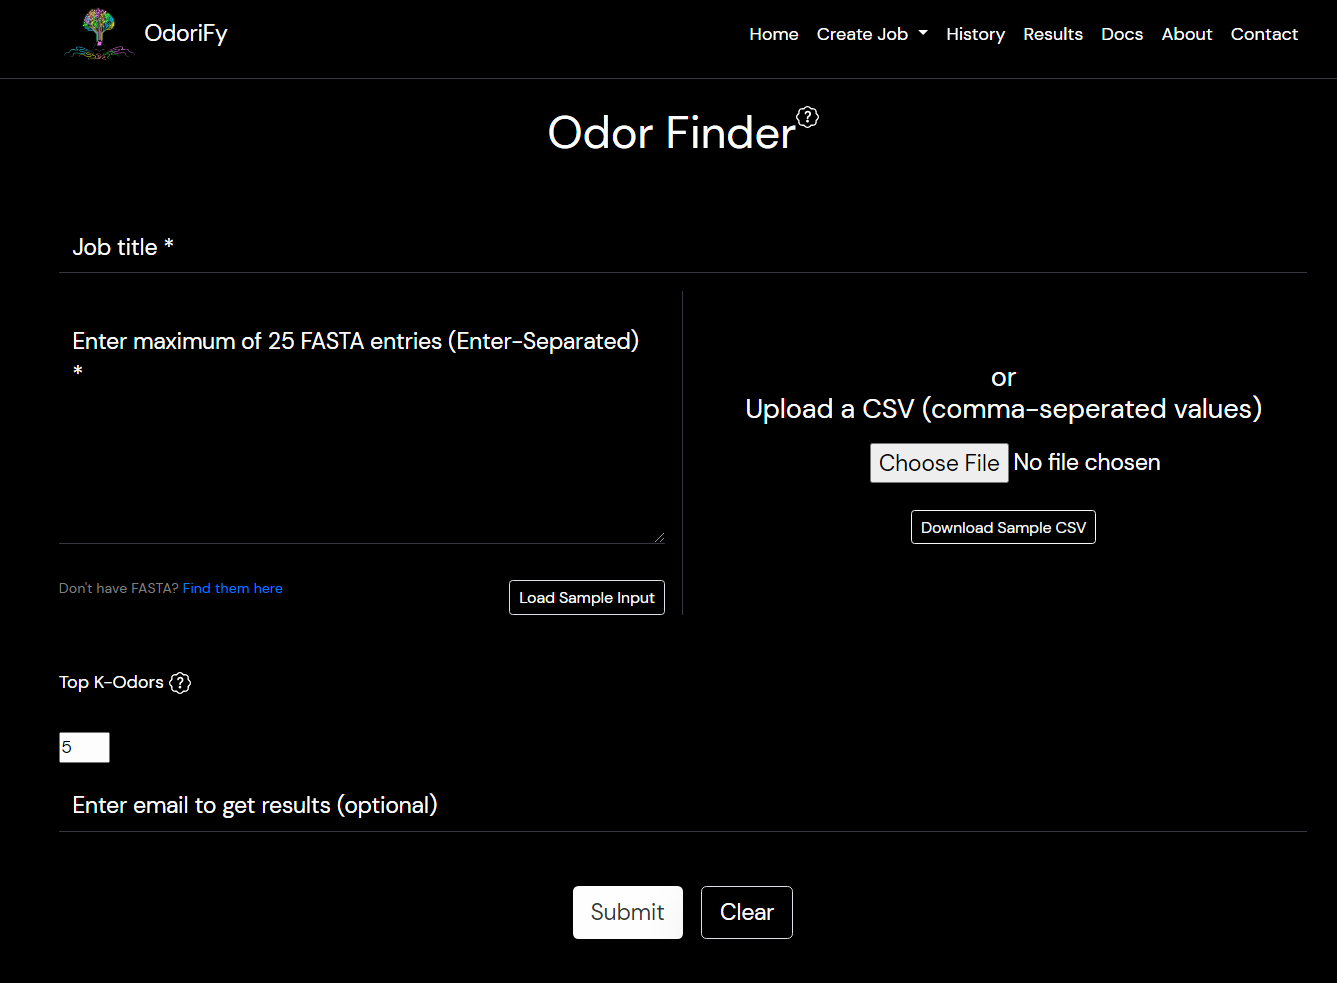 OdoriFy
Home Create Job History Results Docs About Contact
Odor Finder?
Job title *
Enter maximum of 25 FASTA entries (Enter-Separated)
*
Don't have FASTA? Find them here
Load Sample Input
or
Upload a CSV (comma-seperated values)
Choose File No file chosen
Download Sample CSV
Top K-Odors ?
5
Enter email to get results (optional)
Submit Clear